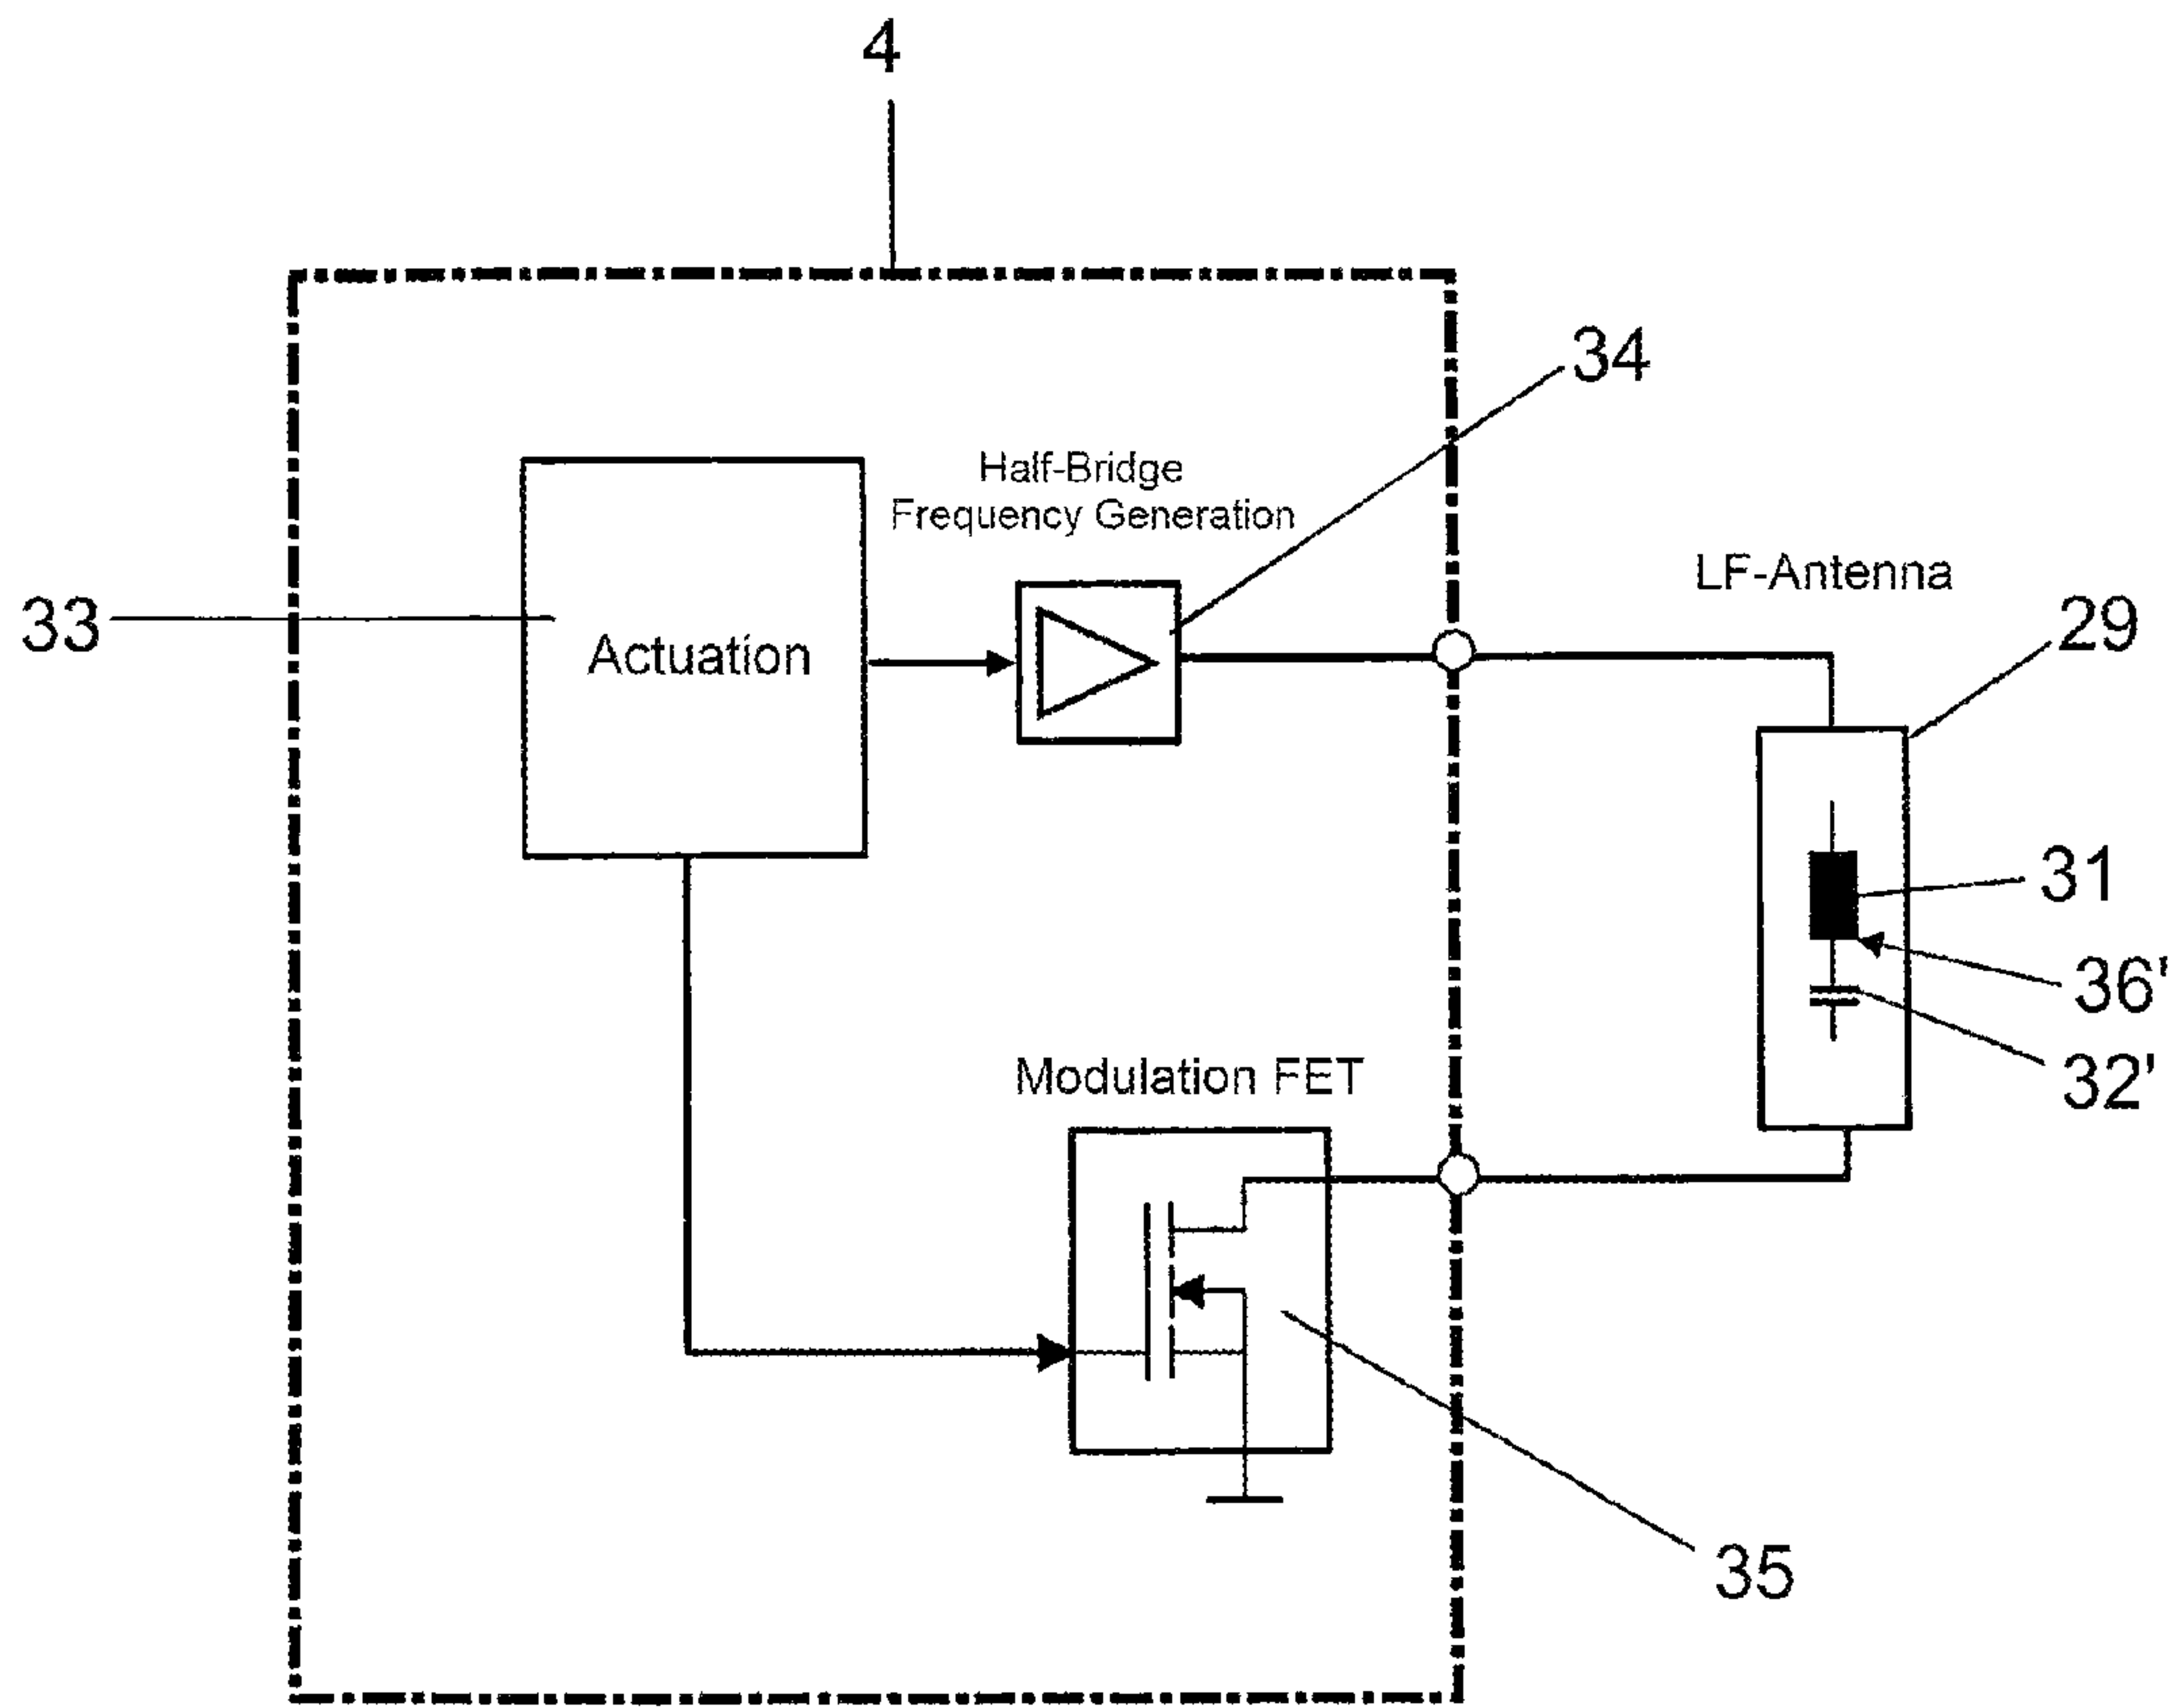 4
34
Half-Bridge
Frequency Generation
LF-Antenna
29
33
Actuation
31
36'
32'
Modulation FET
35